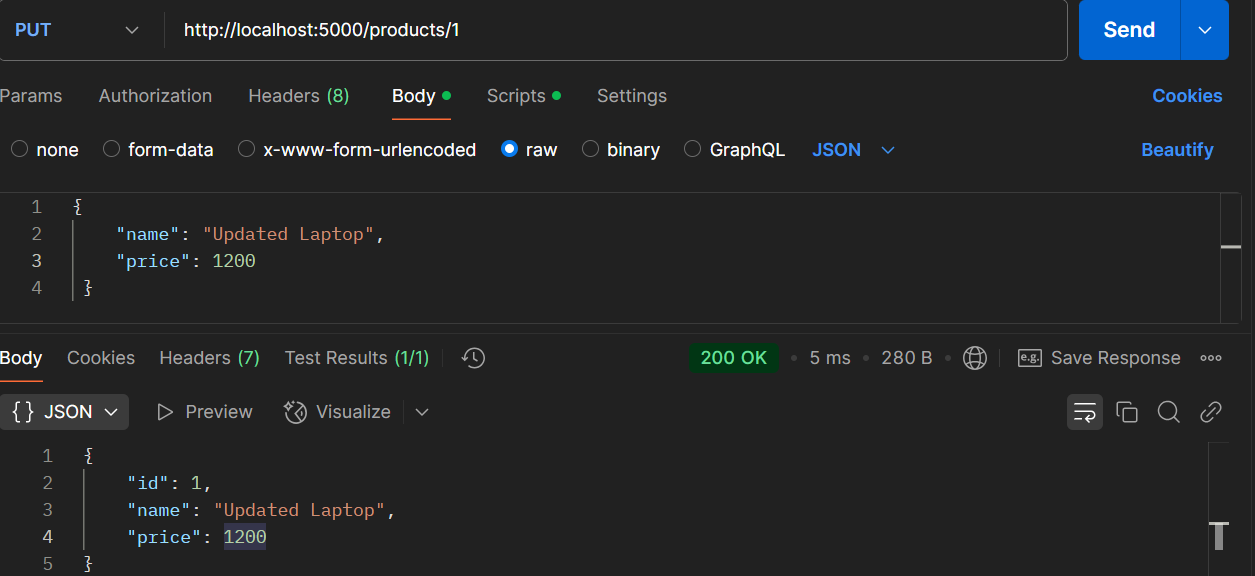 PUT http://localhost:5000/products/1 Send
Params Authorization Headers (8) Body Scripts Settings Cookies
none form-data x-www-form-urlencoded raw binary GraphQL JSON Beautify
1 {
2 "name": "Updated Laptop",
3 "price": 1200
4 }
Body Cookies Headers (7) Test Results (1/1) 200 OK • 5 ms • 280 B • e.g. Save Response
{} JSON Preview Visualize
1 {
2 "id": 1,
3 "name": "Updated Laptop",
4 "price": 1200
5 }